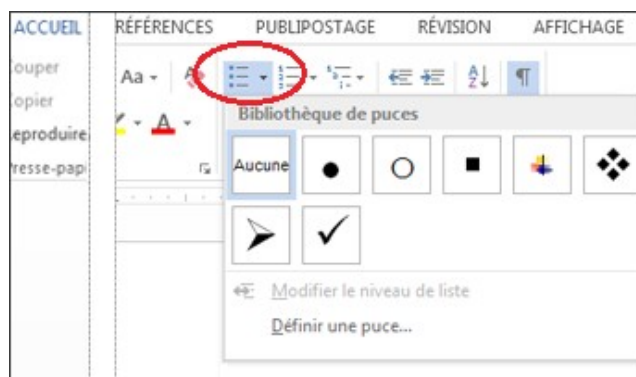 ACCUEIL RÉFÉRENCES PUBLIPOSTAGE RÉVISION AFFICHAGE
ouper Aa
opier
eproduire A
resse-pap
Bibliothèque de puces
Aucune
Modifier le niveau de liste
Définir une puce...